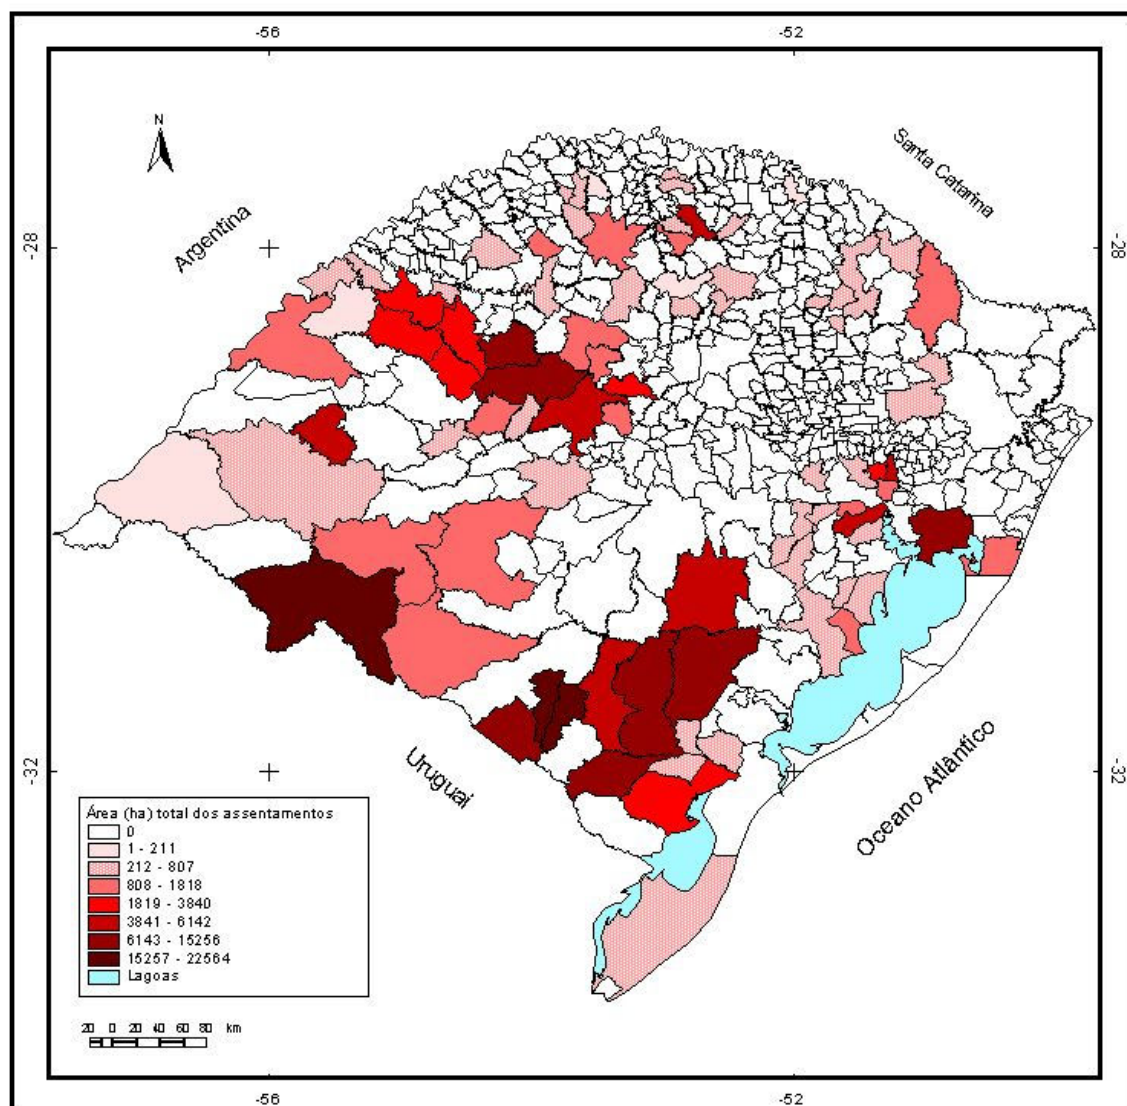 -56 -52
N
Santa Catarina
Argentina
-28 -28
Uruguai
Oceano Atlântico
-32 -32
Área (ha) total dos assentamentos
0
1 - 211
212 - 807
808 - 1818
1819 - 3840
3841 - 6142
6143 - 15256
15257 - 22564
Lagoas
20 0 20 40 60 80 km
-56 -52